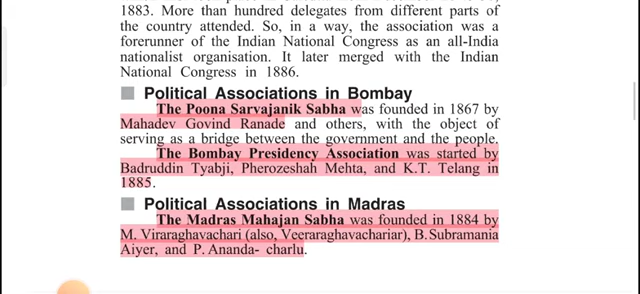 1883. More than hundred delegates from different parts of
the country attended. So, in a way, the association was a
forerunner of the Indian National Congress as an all-India
nationalist organisation. It later merged with the Indian
National Congress in 1886.
Political Associations in Bombay
The Poona Sarvajanik Sabha was founded in 1867 by
Mahadev Govind Ranade and others, with the object of
serving as a bridge between the government and the people.
The Bombay Presidency Association was started by
Badruddin Tyabji, Pherozeshah Mehta, and K.T. Telang in
1885.
Political Associations in Madras
The Madras Mahajan Sabha was founded in 1884 by
M. Viraraghavachari (also, Veeraraghavachariar), B. Subramania
Aiyer, and P. Ananda- charlu.